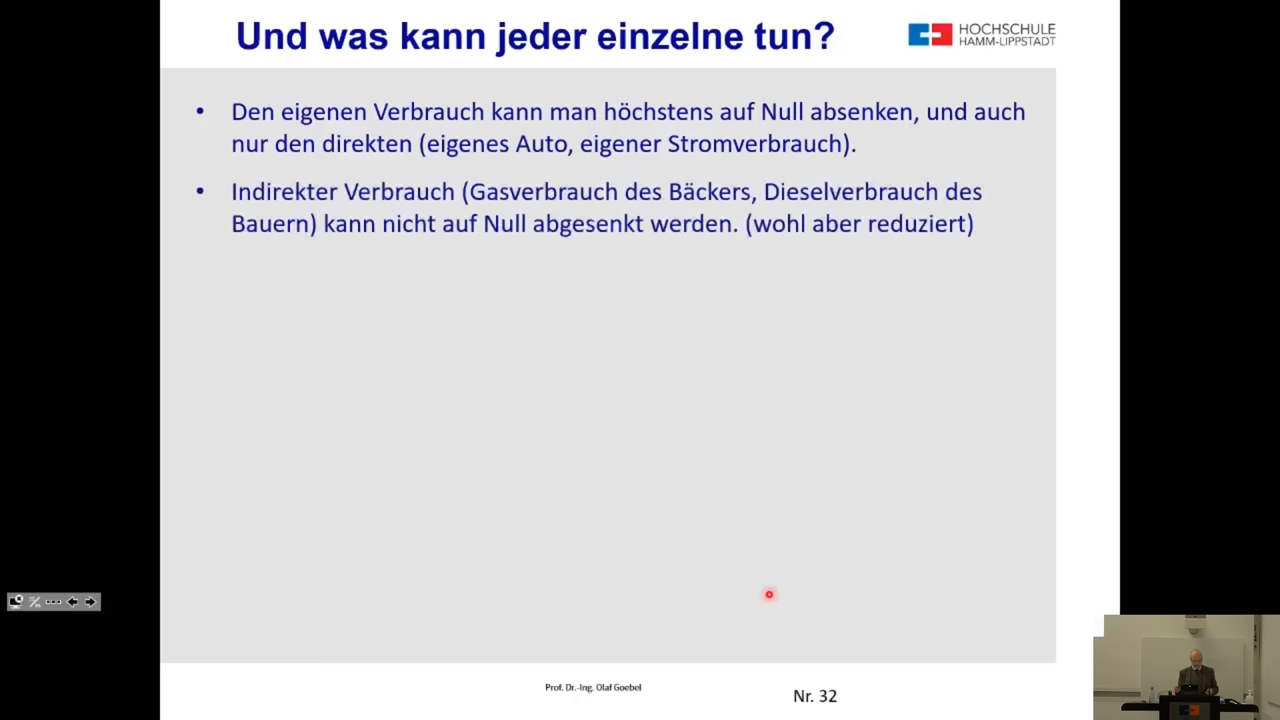 Und was kann jeder einzelne tun?
HOCHSCHULE
HAMM-LIPPSTADT
• Den eigenen Verbrauch kann man höchstens auf Null absenken, und auch
nur den direkten (eigenes Auto, eigener Stromverbrauch).
• Indirekter Verbrauch (Gasverbrauch des Bäckers, Dieselverbrauch des
Bauern) kann nicht auf Null abgesenkt werden. (wohl aber reduziert)
Prof. Dr.-Ing. Olaf Goebel
Nr. 32